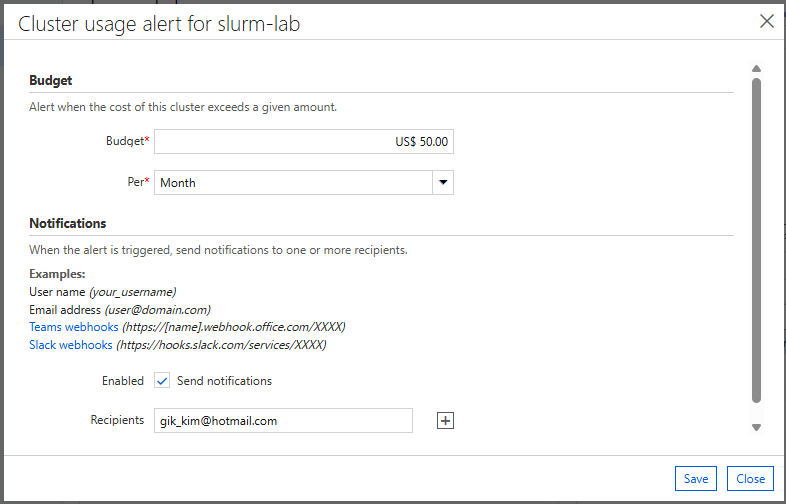 Cluster usage alert for slurm-lab
Budget
Alert when the cost of this cluster exceeds a given amount.
Budget* US$ 50.00
Per* Month
Notifications
When the alert is triggered, send notifications to one or more recipients.
Examples:
User name (your_username)
Email address (user@domain.com)
Teams webhooks (https://[name].webhook.office.com/XXXX)
Slack webhooks (https://hooks.slack.com/services/XXXX)
Enabled Send notifications
Recipients gik_kim@hotmail.com
Save Close